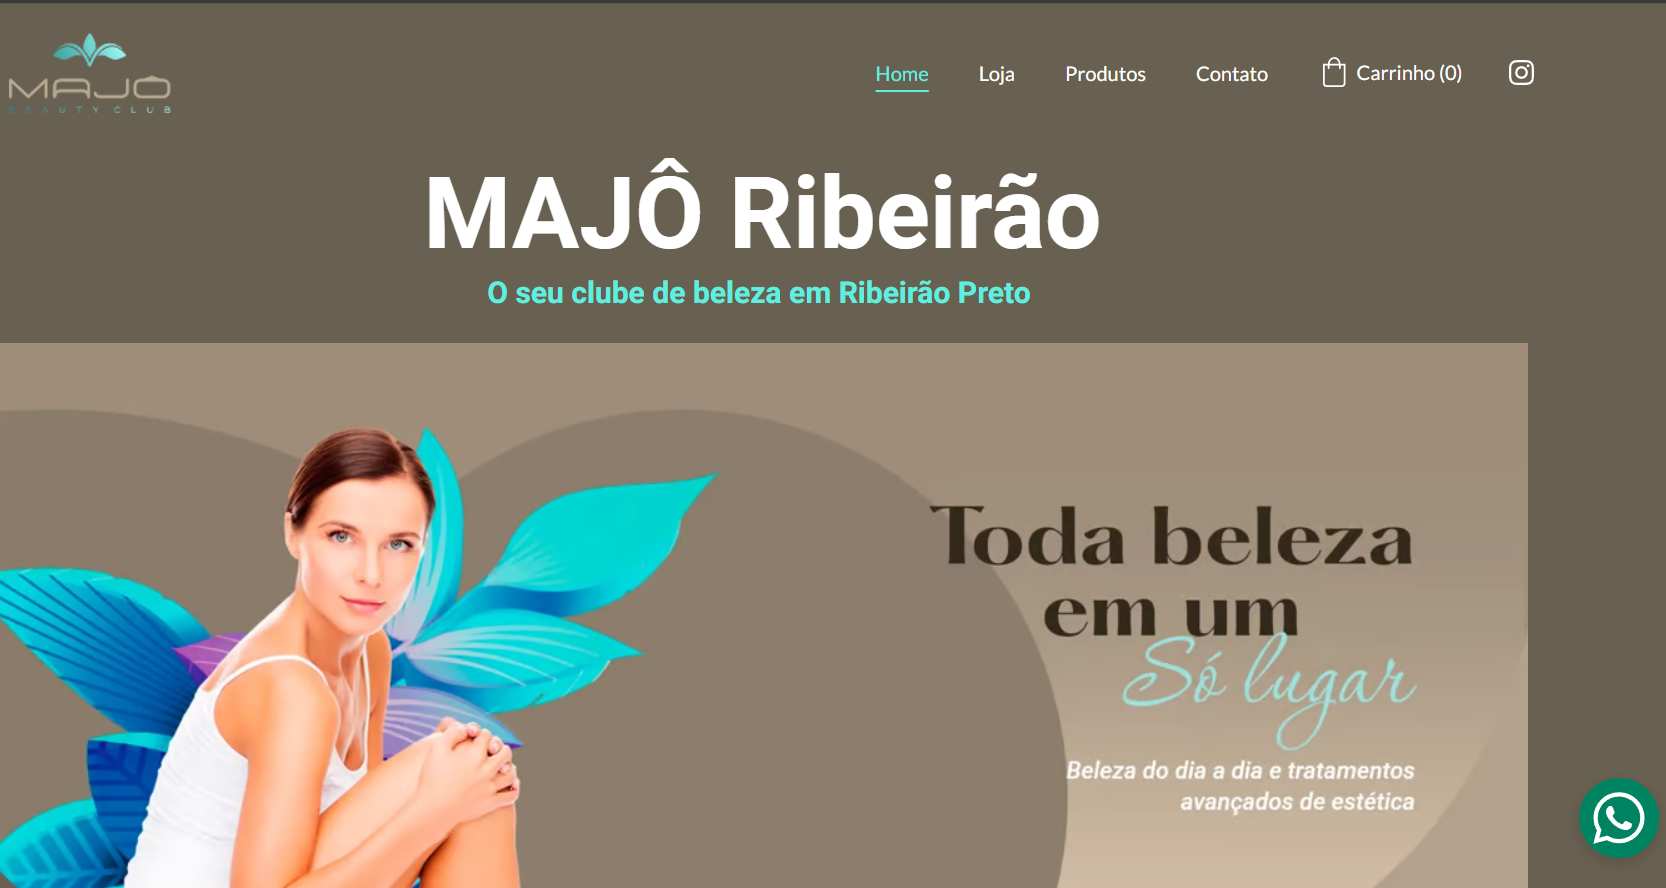 MAJÔ
BEAUTY CLUB
Home
Loja
Produtos
Contato
Carrinho (0)
MAJÔ Ribeirão
O seu clube de beleza em Ribeirão Preto
Toda beleza
em um
Só lugar
Beleza do dia a dia e tratamentos
avançados de estética